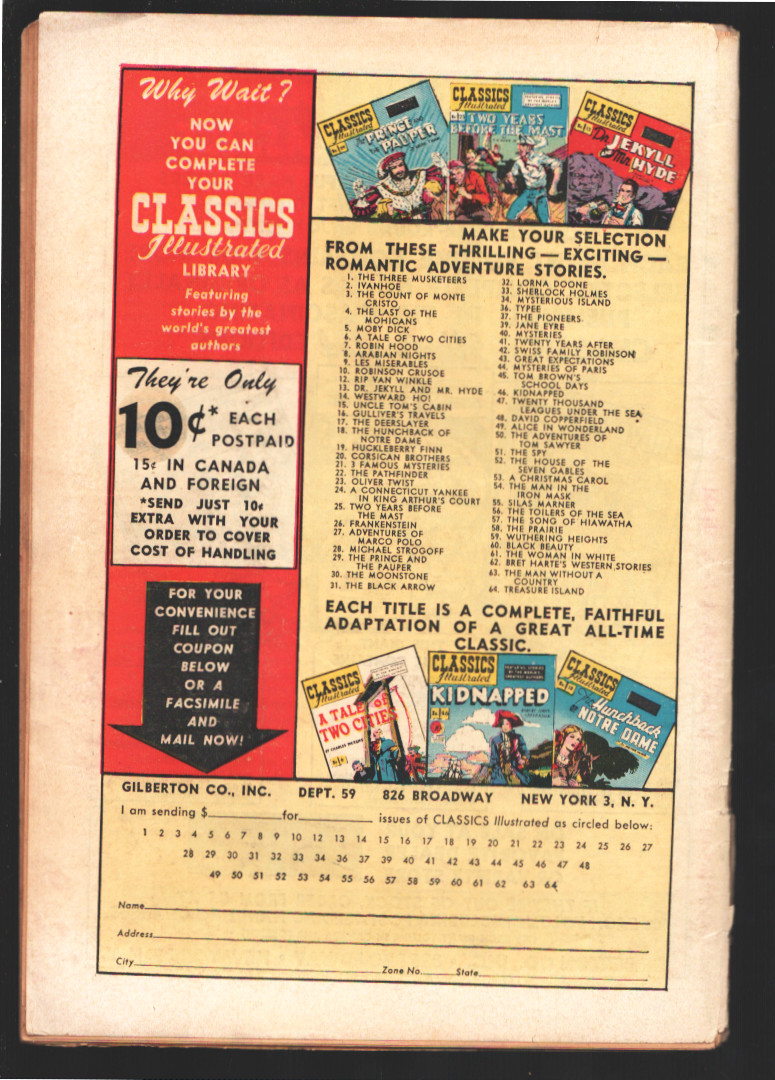 Why Wait?
NOW
YOU CAN
COMPLETE
YOUR
CLASSICS
Illustrated
LIBRARY
Featuring
stories by the
world's greatest
authors
They're Only
10¢* EACH
POSTPAID
15¢ IN CANADA
AND FOREIGN
*SEND JUST 10¢
EXTRA WITH YOUR
ORDER TO COVER
COST OF HANDLING
FOR YOUR
CONVENIENCE
FILL OUT
COUPON
BELOW
OR A
FACSIMILE
AND
MAIL NOW!
CLASSICS
Illustrated
The PRINCE
AND THE
PAUPER
CLASSICS
Illustrated
FEATURING STORIES
BY THE WORLD'S
GREATEST AUTHORS
TWO YEARS
BEFORE THE MAST
CLASSICS
Illustrated
Dr. JEKYLL
and Mr. HYDE
MAKE YOUR SELECTION
FROM THESE THRILLING — EXCITING —
ROMANTIC ADVENTURE STORIES.
1. THE THREE MUSKETEERS
2. IVANHOE
3. THE COUNT OF MONTE
CRISTO
4. THE LAST OF THE
MOHICANS
5. MOBY DICK
6. A TALE OF TWO CITIES
7. ROBIN HOOD
8. ARABIAN NIGHTS
9. LES MISERABLES
10. ROBINSON CRUSOE
12. RIP VAN WINKLE
13. DR. JEKYLL AND MR. HYDE
14. WESTWARD HO!
15. UNCLE TOM'S CABIN
16. GULLIVER'S TRAVELS
17. THE DEERSLAYER
18. THE HUNCHBACK OF
NOTRE DAME
19. HUCKLEBERRY FINN
20. CORSICAN BROTHERS
21. 3 FAMOUS MYSTERIES
22. THE PATHFINDER
23. OLIVER TWIST
24. A CONNECTICUT YANKEE
IN KING ARTHUR'S COURT
25. TWO YEARS BEFORE
THE MAST
26. FRANKENSTEIN
27. ADVENTURES OF
MARCO POLO
28. MICHAEL STROGOFF
29. THE PRINCE AND
THE PAUPER
30. THE MOONSTONE
31. THE BLACK ARROW
32. LORNA DOONE
33. SHERLOCK HOLMES
34. MYSTERIOUS ISLAND
36. TYPEE
37. THE PIONEERS
39. JANE EYRE
40. MYSTERIES
41. TWENTY YEARS AFTER
42. SWISS FAMILY ROBINSON
43. GREAT EXPECTATIONS
44. MYSTERIES OF PARIS
45. TOM BROWN'S
SCHOOL DAYS
46. KIDNAPPED
47. TWENTY THOUSAND
LEAGUES UNDER THE SEA
48. DAVID COPPERFIELD
49. ALICE IN WONDERLAND
50. THE ADVENTURES OF
TOM SAWYER
51. THE SPY
52. THE HOUSE OF THE
SEVEN GABLES
53. A CHRISTMAS CAROL
54. THE MAN IN THE
IRON MASK
55. SILAS MARNER
56. THE TOILERS OF THE SEA
57. THE SONG OF HIAWATHA
58. THE PRAIRIE
59. WUTHERING HEIGHTS
60. BLACK BEAUTY
61. THE WOMAN IN WHITE
62. BRET HARTE'S WESTERN STORIES
63. THE MAN WITHOUT A
COUNTRY
64. TREASURE ISLAND
EACH TITLE IS A COMPLETE, FAITHFUL
ADAPTATION OF A GREAT ALL-TIME
CLASSIC.
CLASSICS
Illustrated
A TALE OF
TWO CITIES
BY CHARLES DICKENS
CLASSICS
Illustrated
FEATURING STORIES
BY THE WORLD'S
GREATEST AUTHORS
KIDNAPPED
CLASSICS
Illustrated
The Hunchback
of NOTRE DAME
GILBERTON CO., INC. DEPT. 59 826 BROADWAY NEW YORK 3, N. Y.
I am sending $ for issues of CLASSICS Illustrated as circled below:
1 2 3 4 5 6 7 8 9 10 12 13 14 15 16 17 18 19 20 21 22 23 24 25 26 27
28 29 30 31 32 33 34 36 37 39 40 41 42 43 44 45 46 47 48
49 50 51 52 53 54 55 56 57 58 59 60 61 62 63 64
Name
Address
City Zone No. State